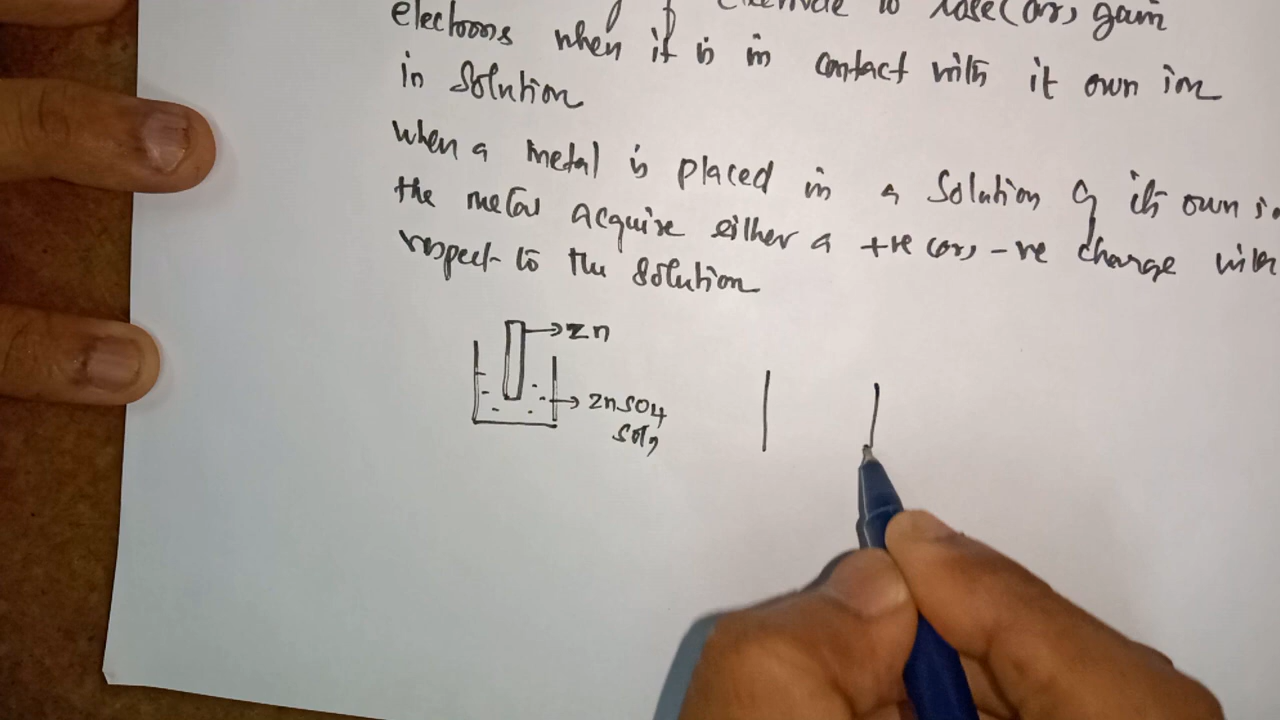 electrons when it is in contact with it own ion
in solution
when a metal is placed in a solution of its own
the metal acquire either a +ve (or) -ve charge with
respect to the solution
Zn
ZnSO4
Soln